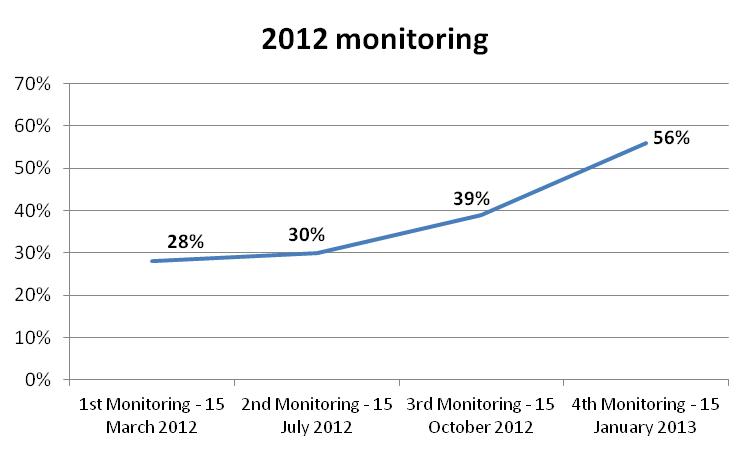 2012 monitoring
70%
60%
50%
40%
30%
20%
10%
0%
28%
30%
39%
56%
1st Monitoring - 15
March 2012
2nd Monitoring - 15
July 2012
3rd Monitoring - 15
October 2012
4th Monitoring - 15
January 2013